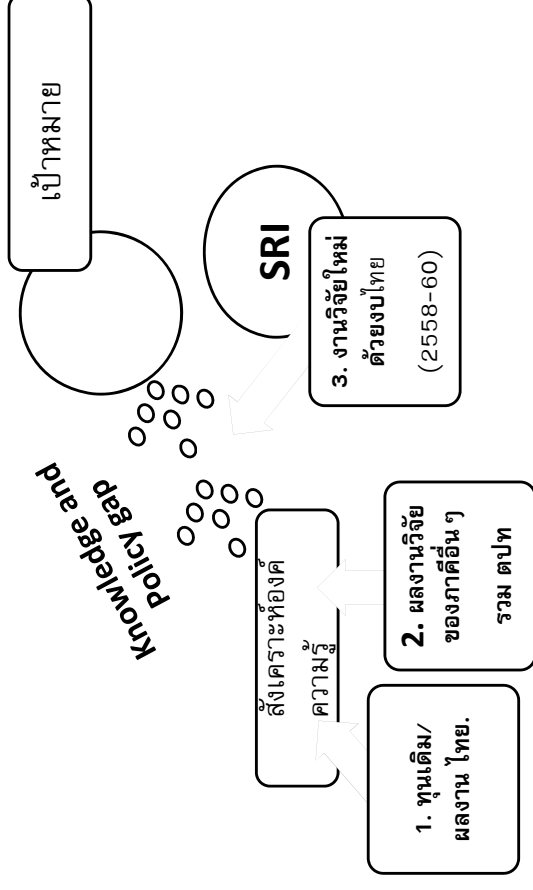 เป้าหมาย
Knowledge and
Policy gap
SRI
3. งานวิจัยใหม่
ด้วยงบไทย
(2558-60)
สังเคราะห์องค์
ความรู้
2. ผลงานวิจัย
ของภาคีอื่น ๆ
รวม ตปท
1. ทุนเดิม/
ผลงาน ไทย.